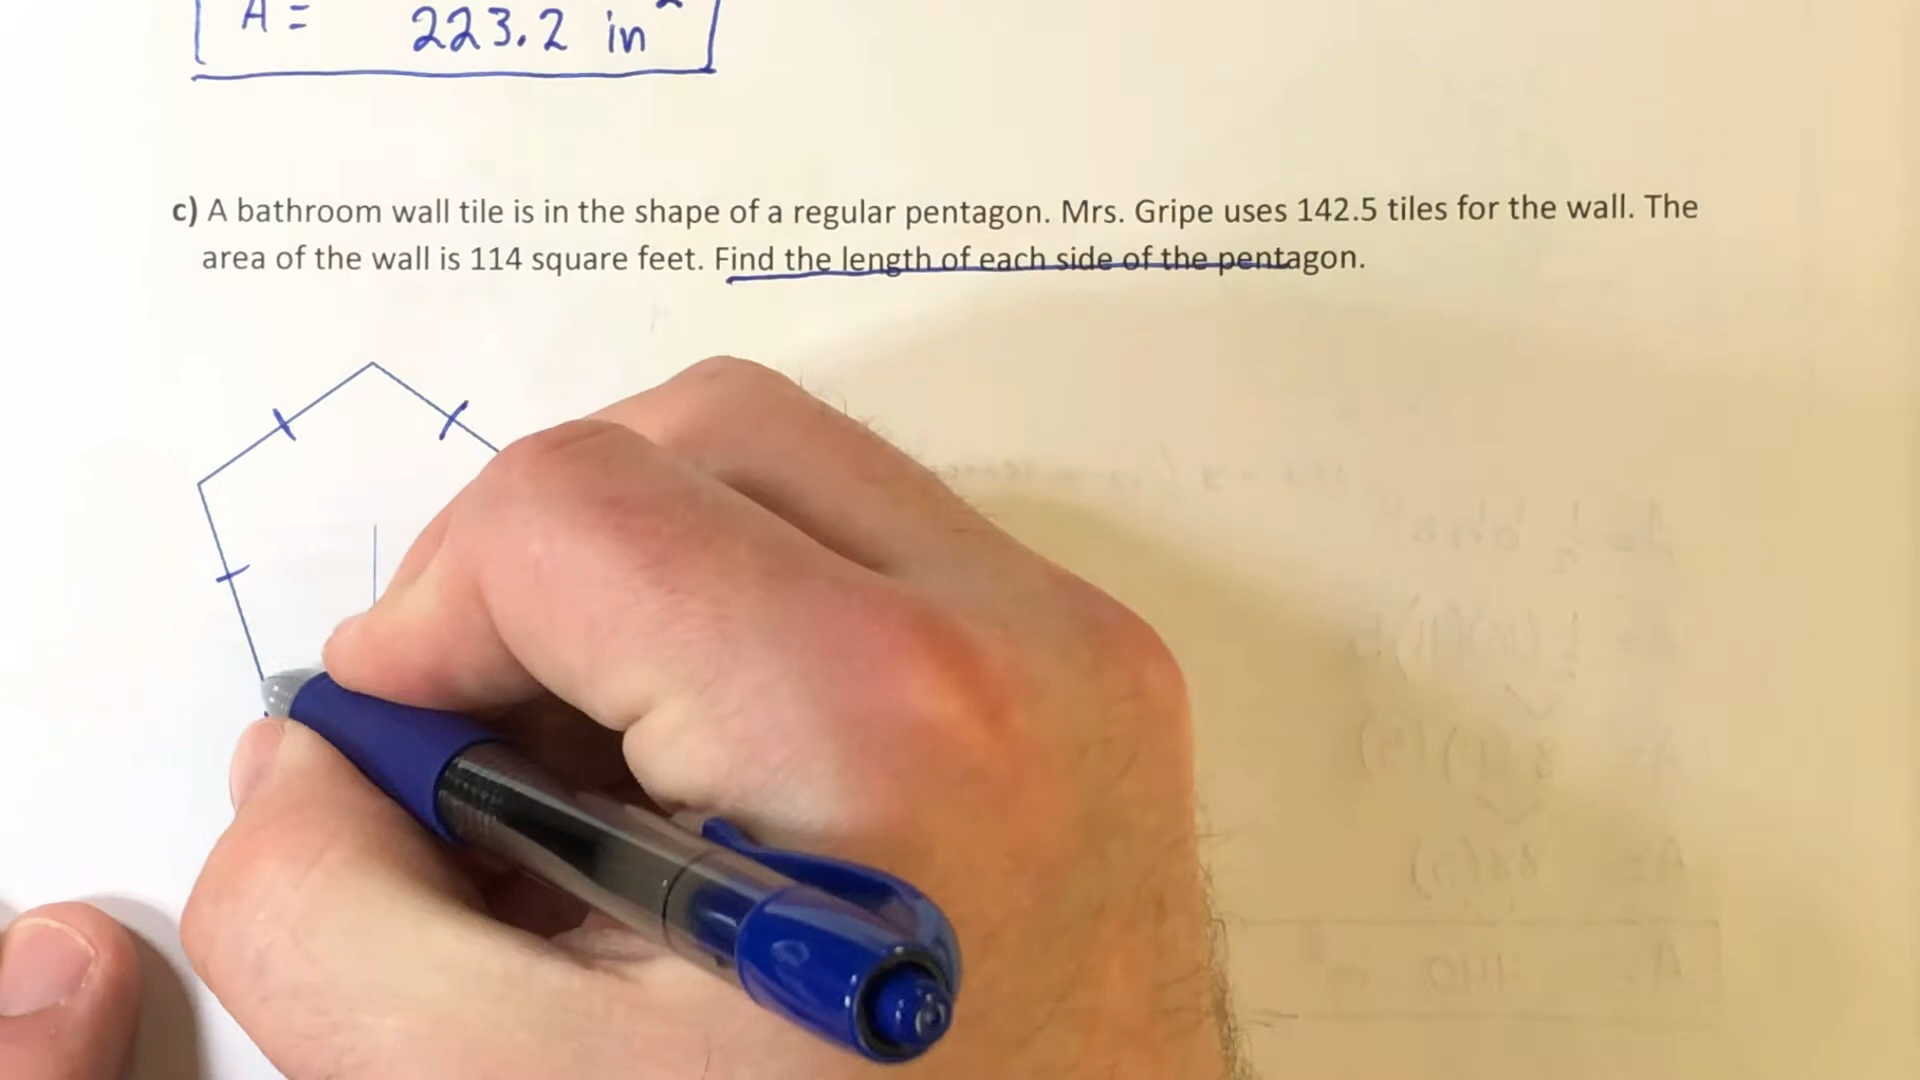 A = 223.2 in²
c) A bathroom wall tile is in the shape of a regular pentagon. Mrs. Gripe uses 142.5 tiles for the wall. The
area of the wall is 114 square feet. Find the length of each side of the pentagon.